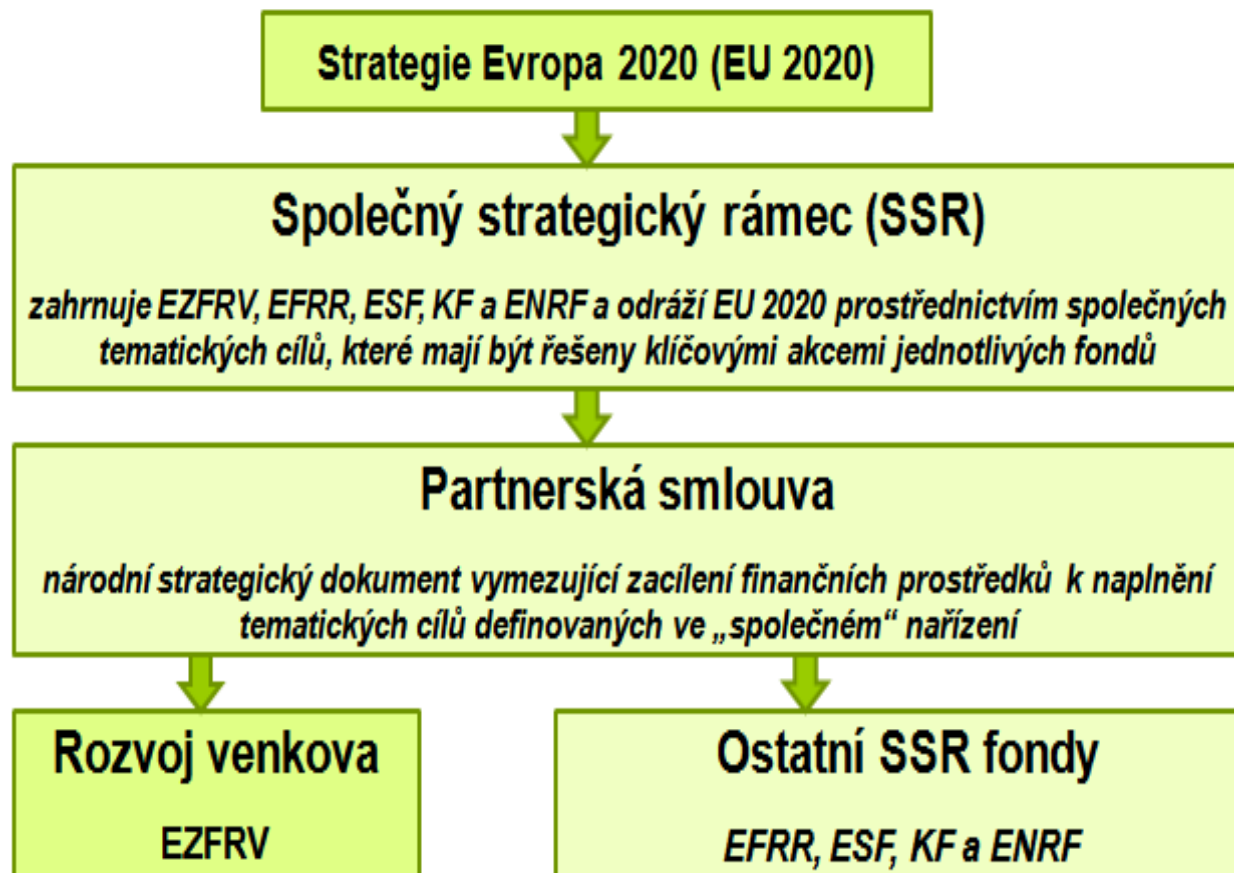 Strategie Evropa 2020 (EU 2020)
Společný strategický rámec (SSR)
zahrnuje EZFRV, EFRR, ESF, KF a ENRF a odráží EU 2020 prostřednictvím společných
tematických cílů, které mají být řešeny klíčovými akcemi jednotlivých fondů
Partnerská smlouva
národní strategický dokument vymezující zacílení finančních prostředků k naplnění
tematických cílů definovaných ve „společném“ nařízení
Rozvoj venkova
EZFRV
Ostatní SSR fondy
EFRR, ESF, KF a ENRF